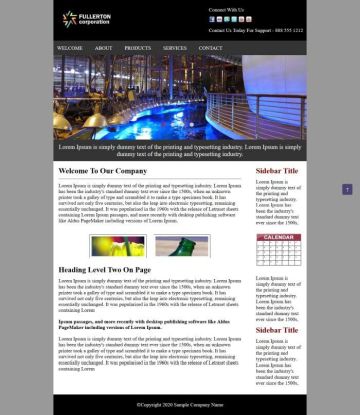 Connect With Us
FULLERTON
corporation
Contact Us Today For Support - 888 555 1212
WELCOME ABOUT PRODUCTS SERVICES CONTACT
Lorem Ipsum is simply dummy text of the printing and typesetting industry. Lorem Ipsum is simply
dummy text of the printing and typesetting industry.
Welcome To Our Company
Lorem Ipsum is simply dummy text of the printing and typesetting industry. Lorem Ipsum
has been the industry's standard dummy text ever since the 1500s, when an unknown
printer took a galley of type and scrambled it to make a type specimen book. It has
survived not only five centuries, but also the leap into electronic typesetting, remaining
essentially unchanged. It was popularised in the 1960s with the release of Letraset sheets
containing Lorem Ipsum passages, and more recently with desktop publishing software
like Aldus PageMaker including versions of Lorem Ipsum.
Heading Level Two On Page
Lorem Ipsum is simply dummy text of the printing and typesetting industry. Lorem Ipsum
has been the industry's standard dummy text ever since the 1500s, when an unknown
printer took a galley of type and scrambled it to make a type specimen book. It has
survived not only five centuries, but also the leap into electronic typesetting, remaining
essentially unchanged. It was popularised in the 1960s with the release of Letraset sheets
containing Lorem
Ipsum passages, and more recently with desktop publishing software like Aldus
PageMaker including versions of Lorem Ipsum.
Lorem Ipsum is simply dummy text of the printing and typesetting industry. Lorem Ipsum
has been the industry's standard dummy text ever since the 1500s, when an unknown
printer took a galley of type and scrambled it to make a type specimen book. It has
survived not only five centuries, but also the leap into electronic typesetting, remaining
essentially unchanged. It was popularised in the 1960s with the release of Letraset sheets
containing Lorem
Sidebar Title
Lorem Ipsum is
simply dummy text of
the printing and
typesetting industry.
Lorem Ipsum has
been the industry's
standard dummy text
ever since the 1500s.
CALENDAR
Lorem Ipsum is
simply dummy text of
the printing and
typesetting industry.
Lorem Ipsum has
been the industry's
standard dummy text
ever since the 1500s.
Sidebar Title
Lorem Ipsum is
simply dummy text of
the printing and
typesetting industry.
Lorem Ipsum has
been the industry's
standard dummy text
ever since the 1500s.
©Copyright 2020 Sample Company Name